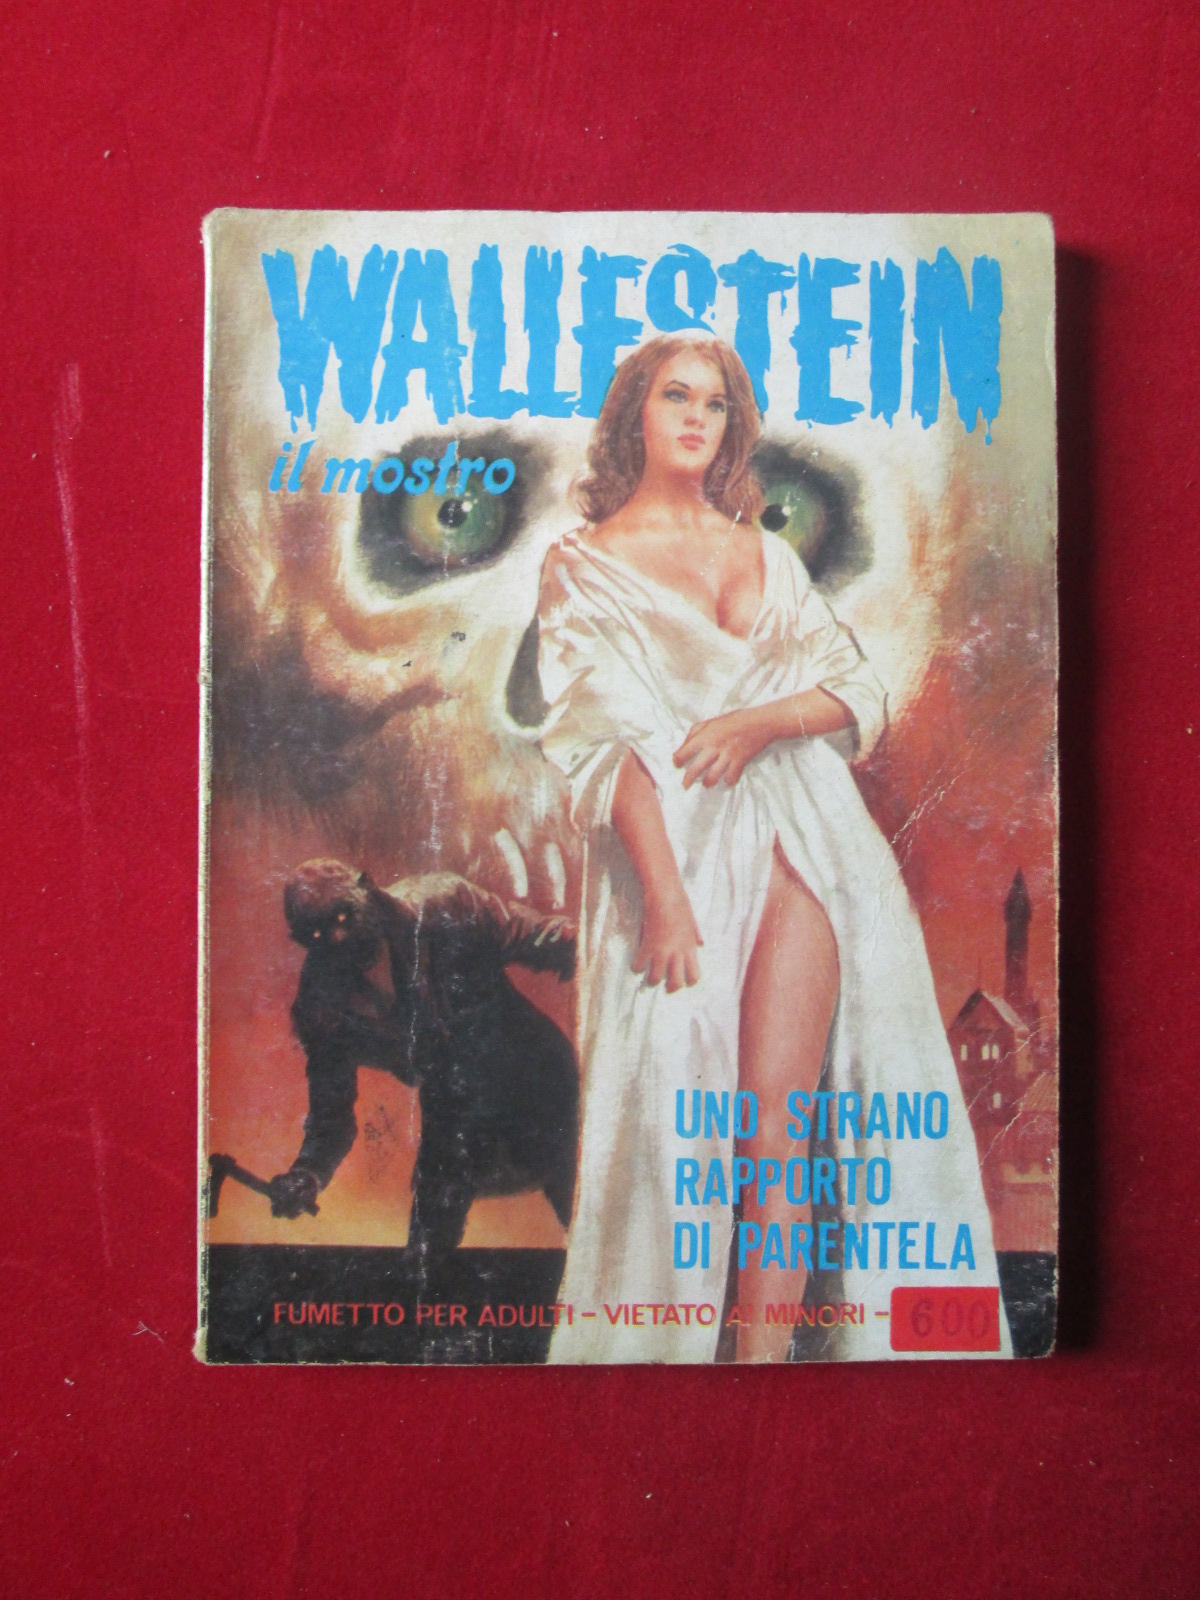 WALLESTEIN
il mostro
UNO STRANO
RAPPORTO
DI PARENTELA
FUMETTO PER ADULTI - VIETATO AI MINORI - 600